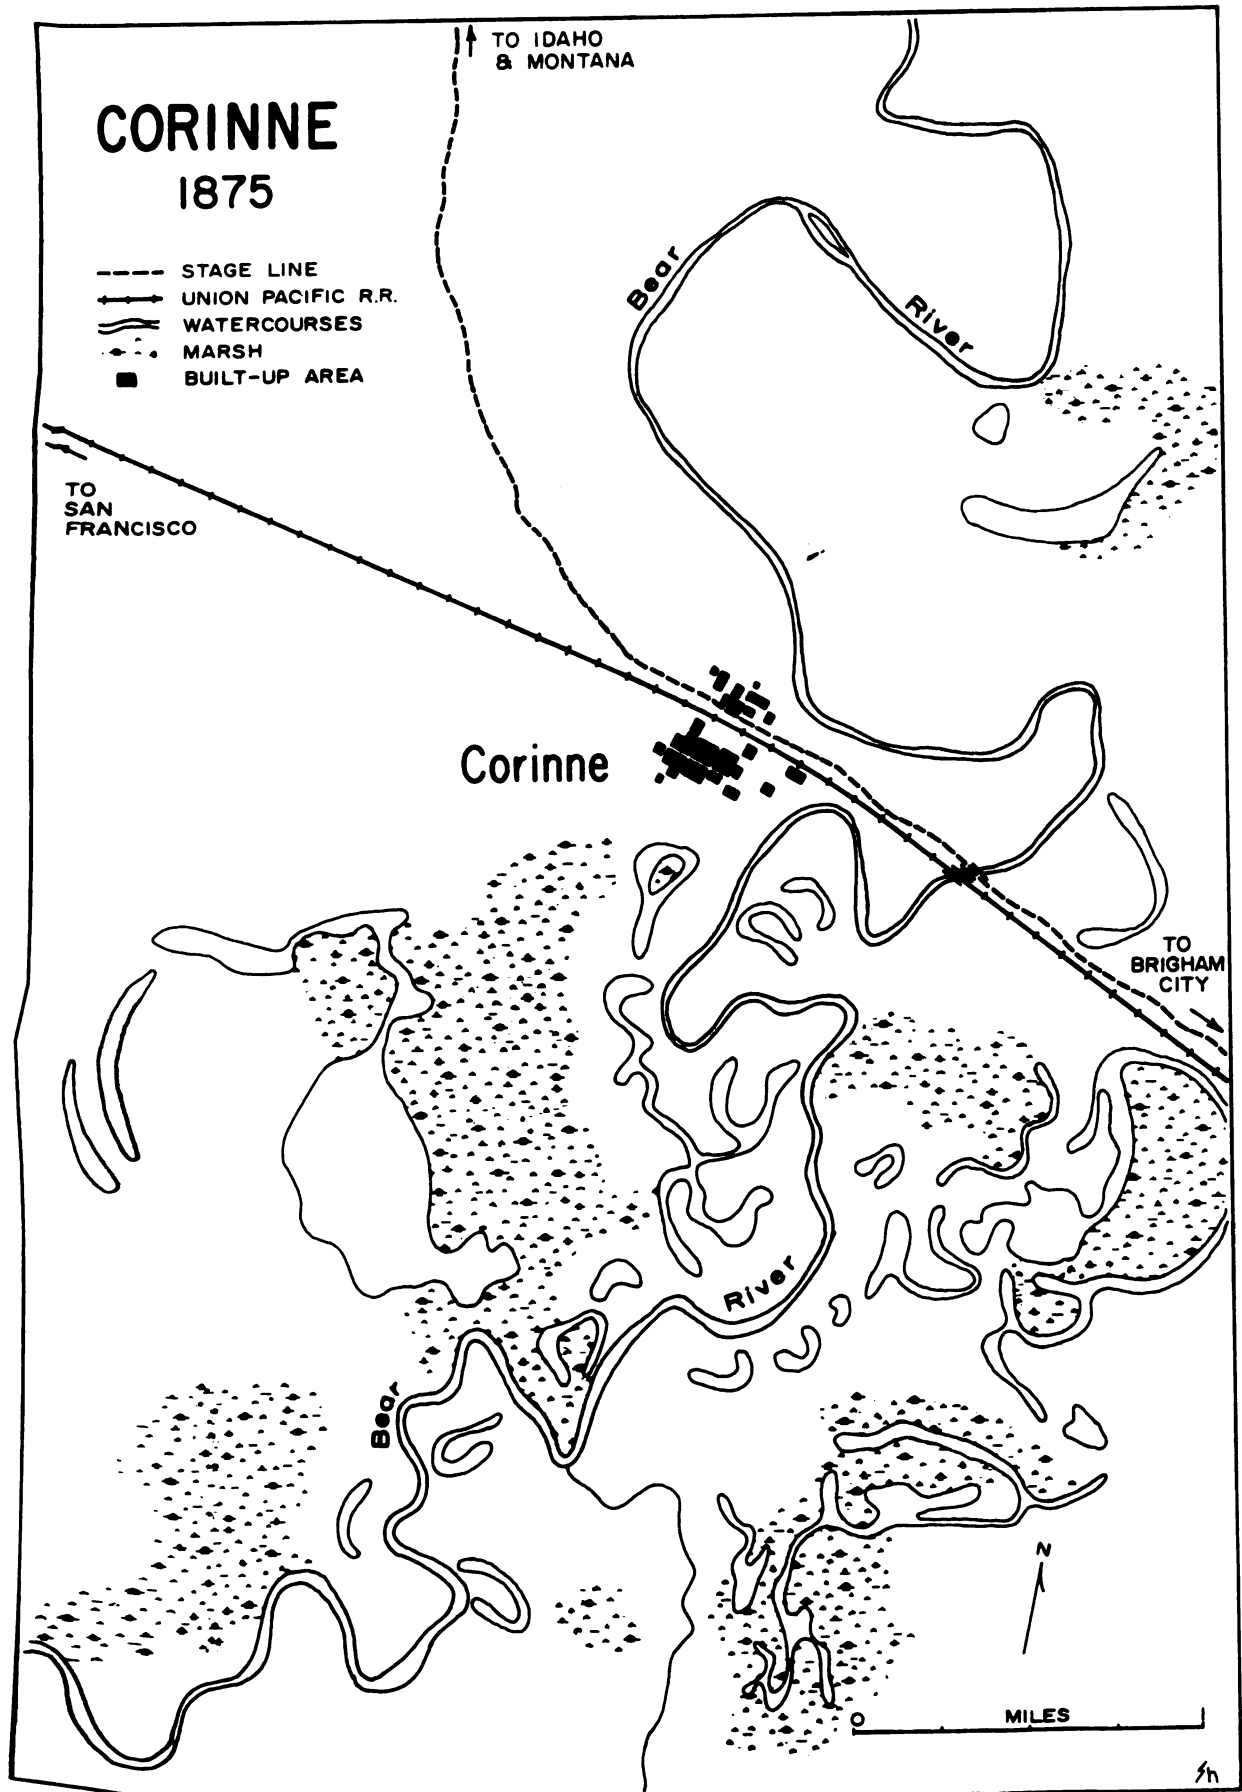 TO IDAHO
& MONTANA
CORINNE
1875
STAGE LINE
UNION PACIFIC R.R.
WATERCOURSES
MARSH
BUILT-UP AREA
Bear
River
TO
SAN
FRANCISCO
Corinne
TO
BRIGHAM
CITY
River
Bear
N
0 MILES 1